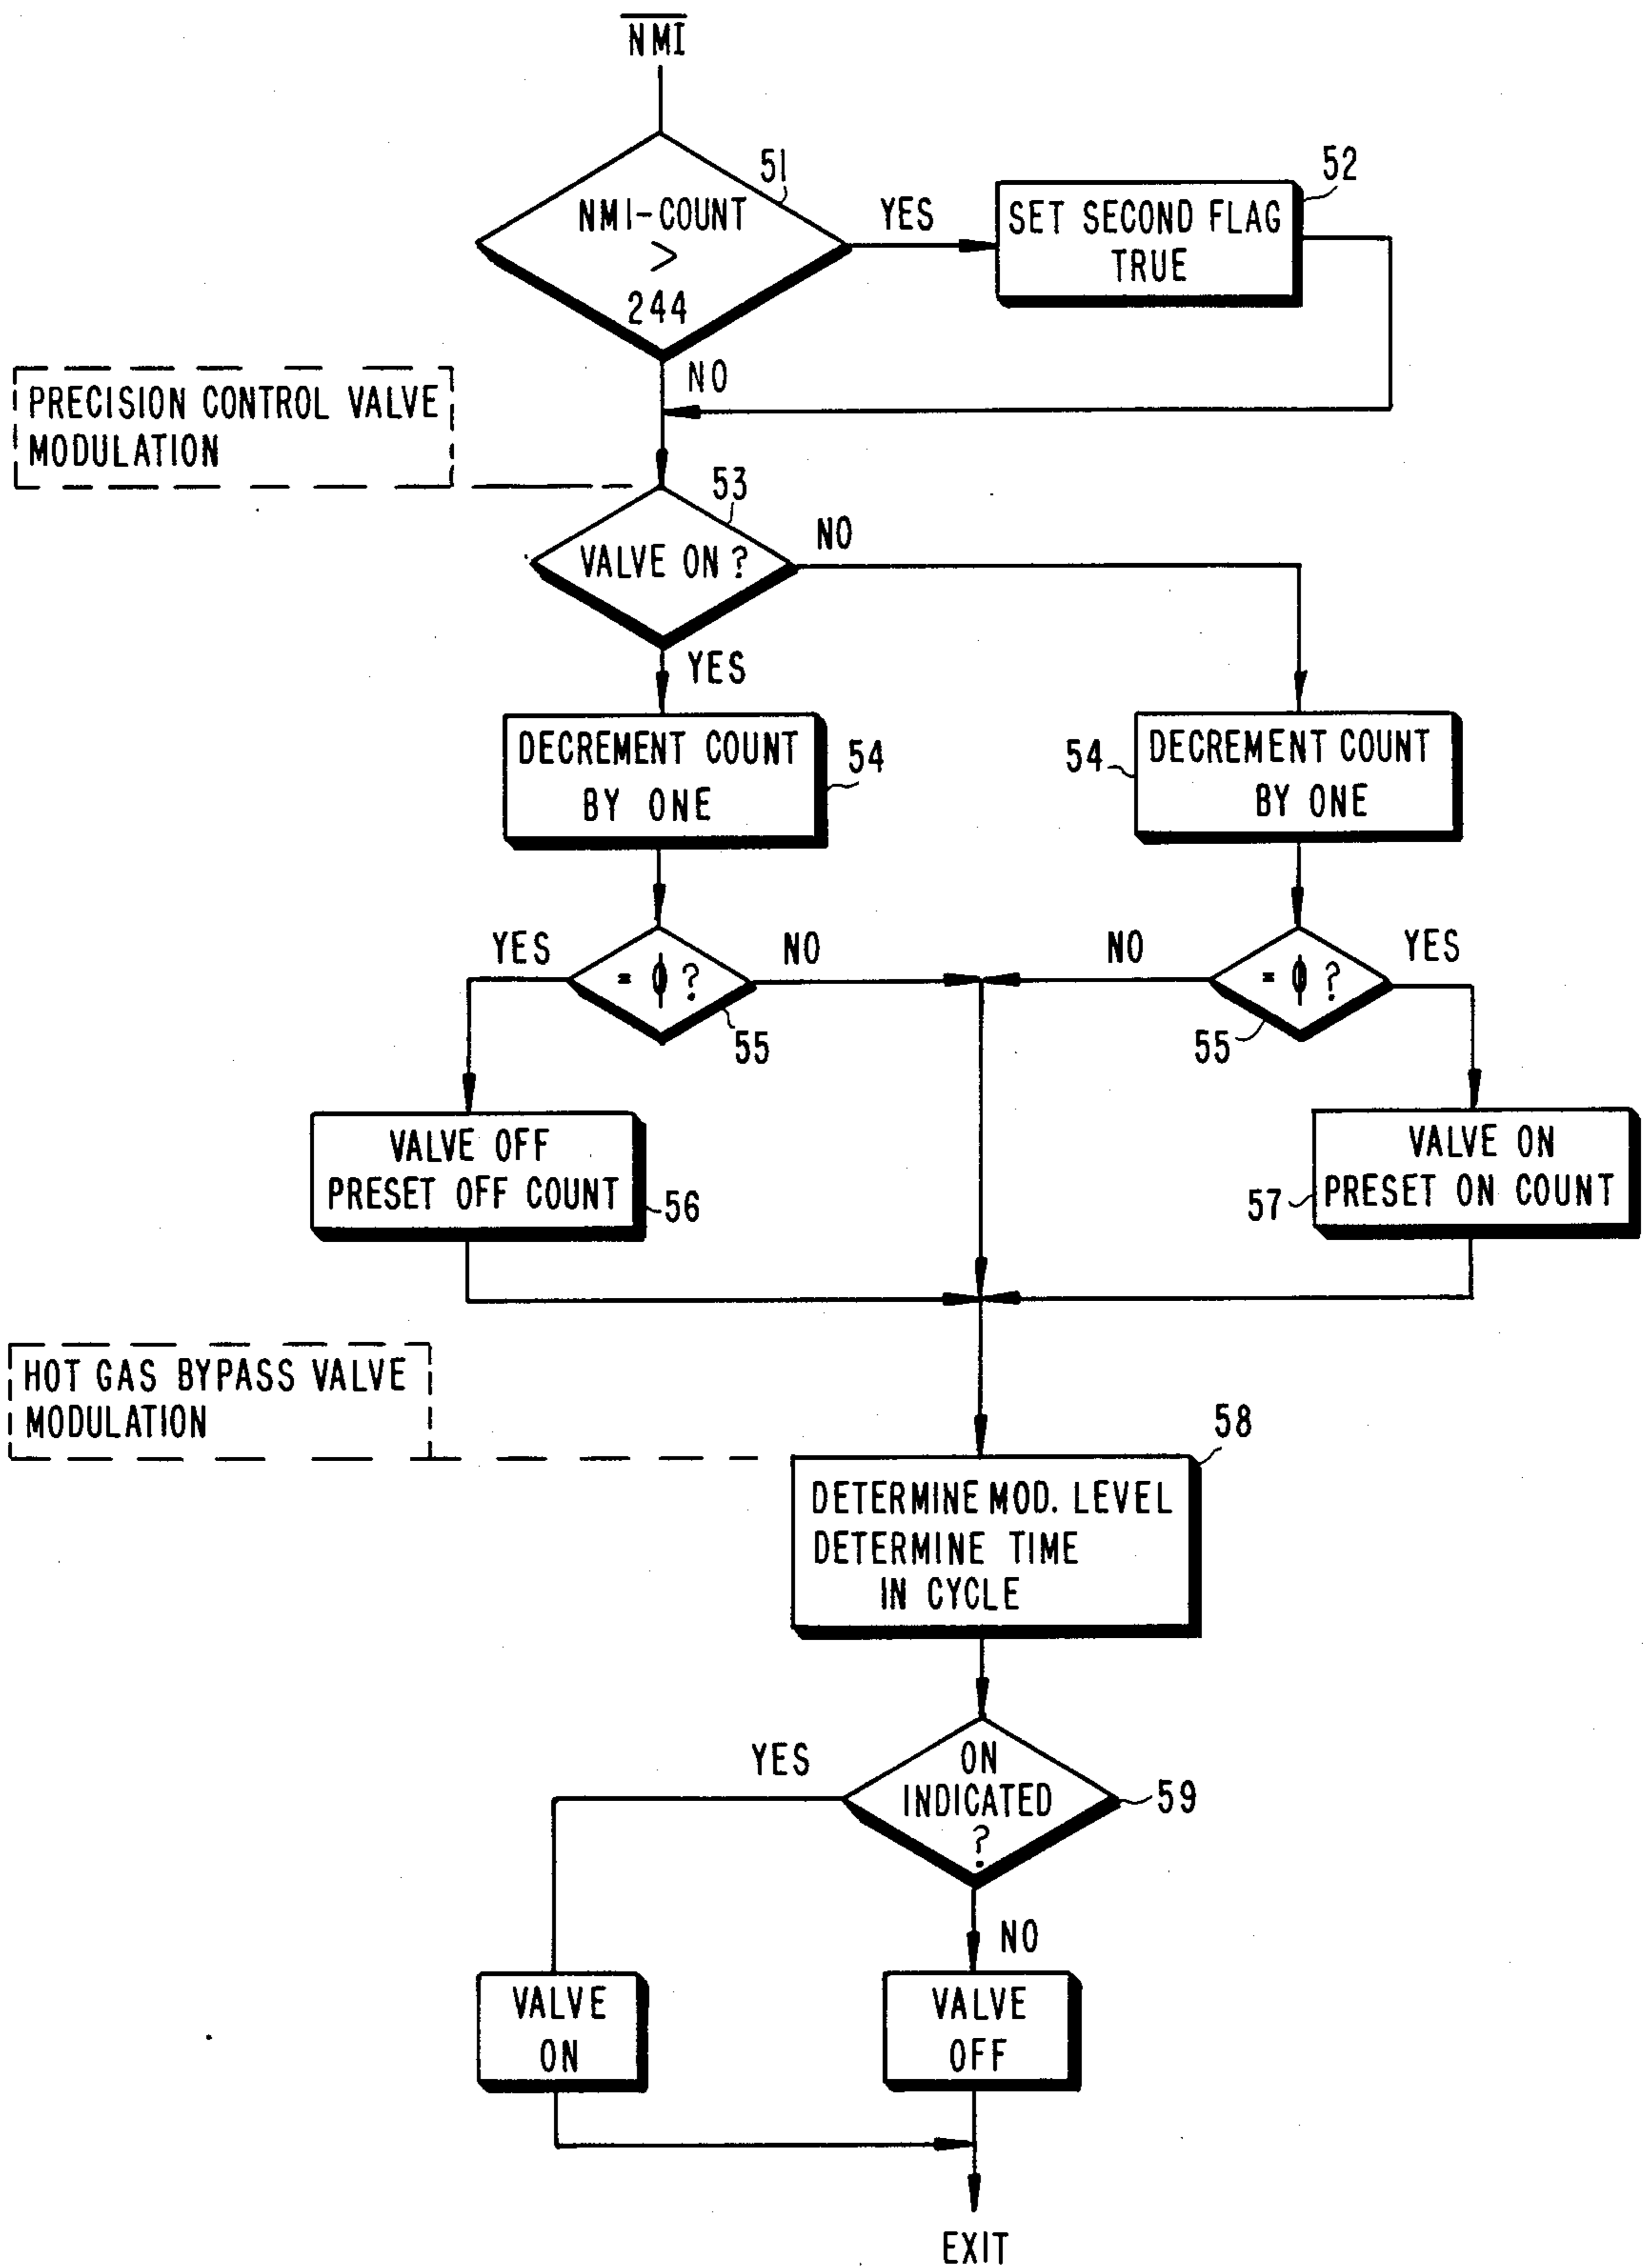 NMI
51
NMI-COUNT
>
244
YES
52
SET SECOND FLAG
TRUE
NO
PRECISION CONTROL VALVE
MODULATION
53
VALVE ON ?
NO
YES
DECREMENT COUNT
BY ONE
54
54
DECREMENT COUNT
BY ONE
YES
= ϕ ?
NO
55
NO
= ϕ ?
YES
55
VALVE OFF
PRESET OFF COUNT
56
VALVE ON
PRESET ON COUNT
57
HOT GAS BYPASS VALVE
MODULATION
58
DETERMINE MOD. LEVEL
DETERMINE TIME
IN CYCLE
YES
ON
INDICATED
?
59
NO
VALVE
ON
VALVE
OFF
EXIT